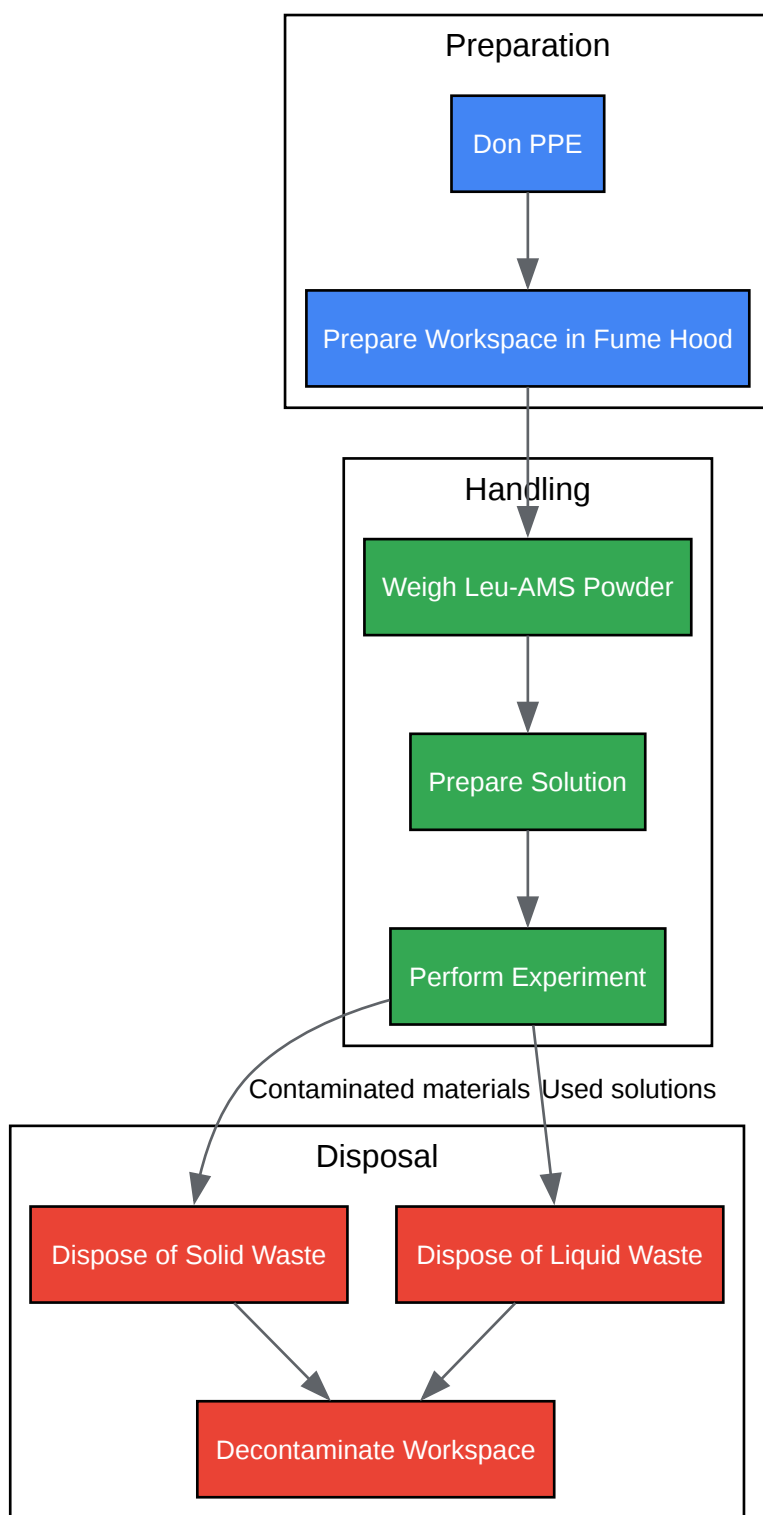 Preparation
Don PPE
Prepare Workspace in Fume Hood
Handling
Weigh Leu-AMS Powder
Prepare Solution
Perform Experiment
Contaminated materials
Used solutions
Disposal
Dispose of Solid Waste
Dispose of Liquid Waste
Decontaminate Workspace